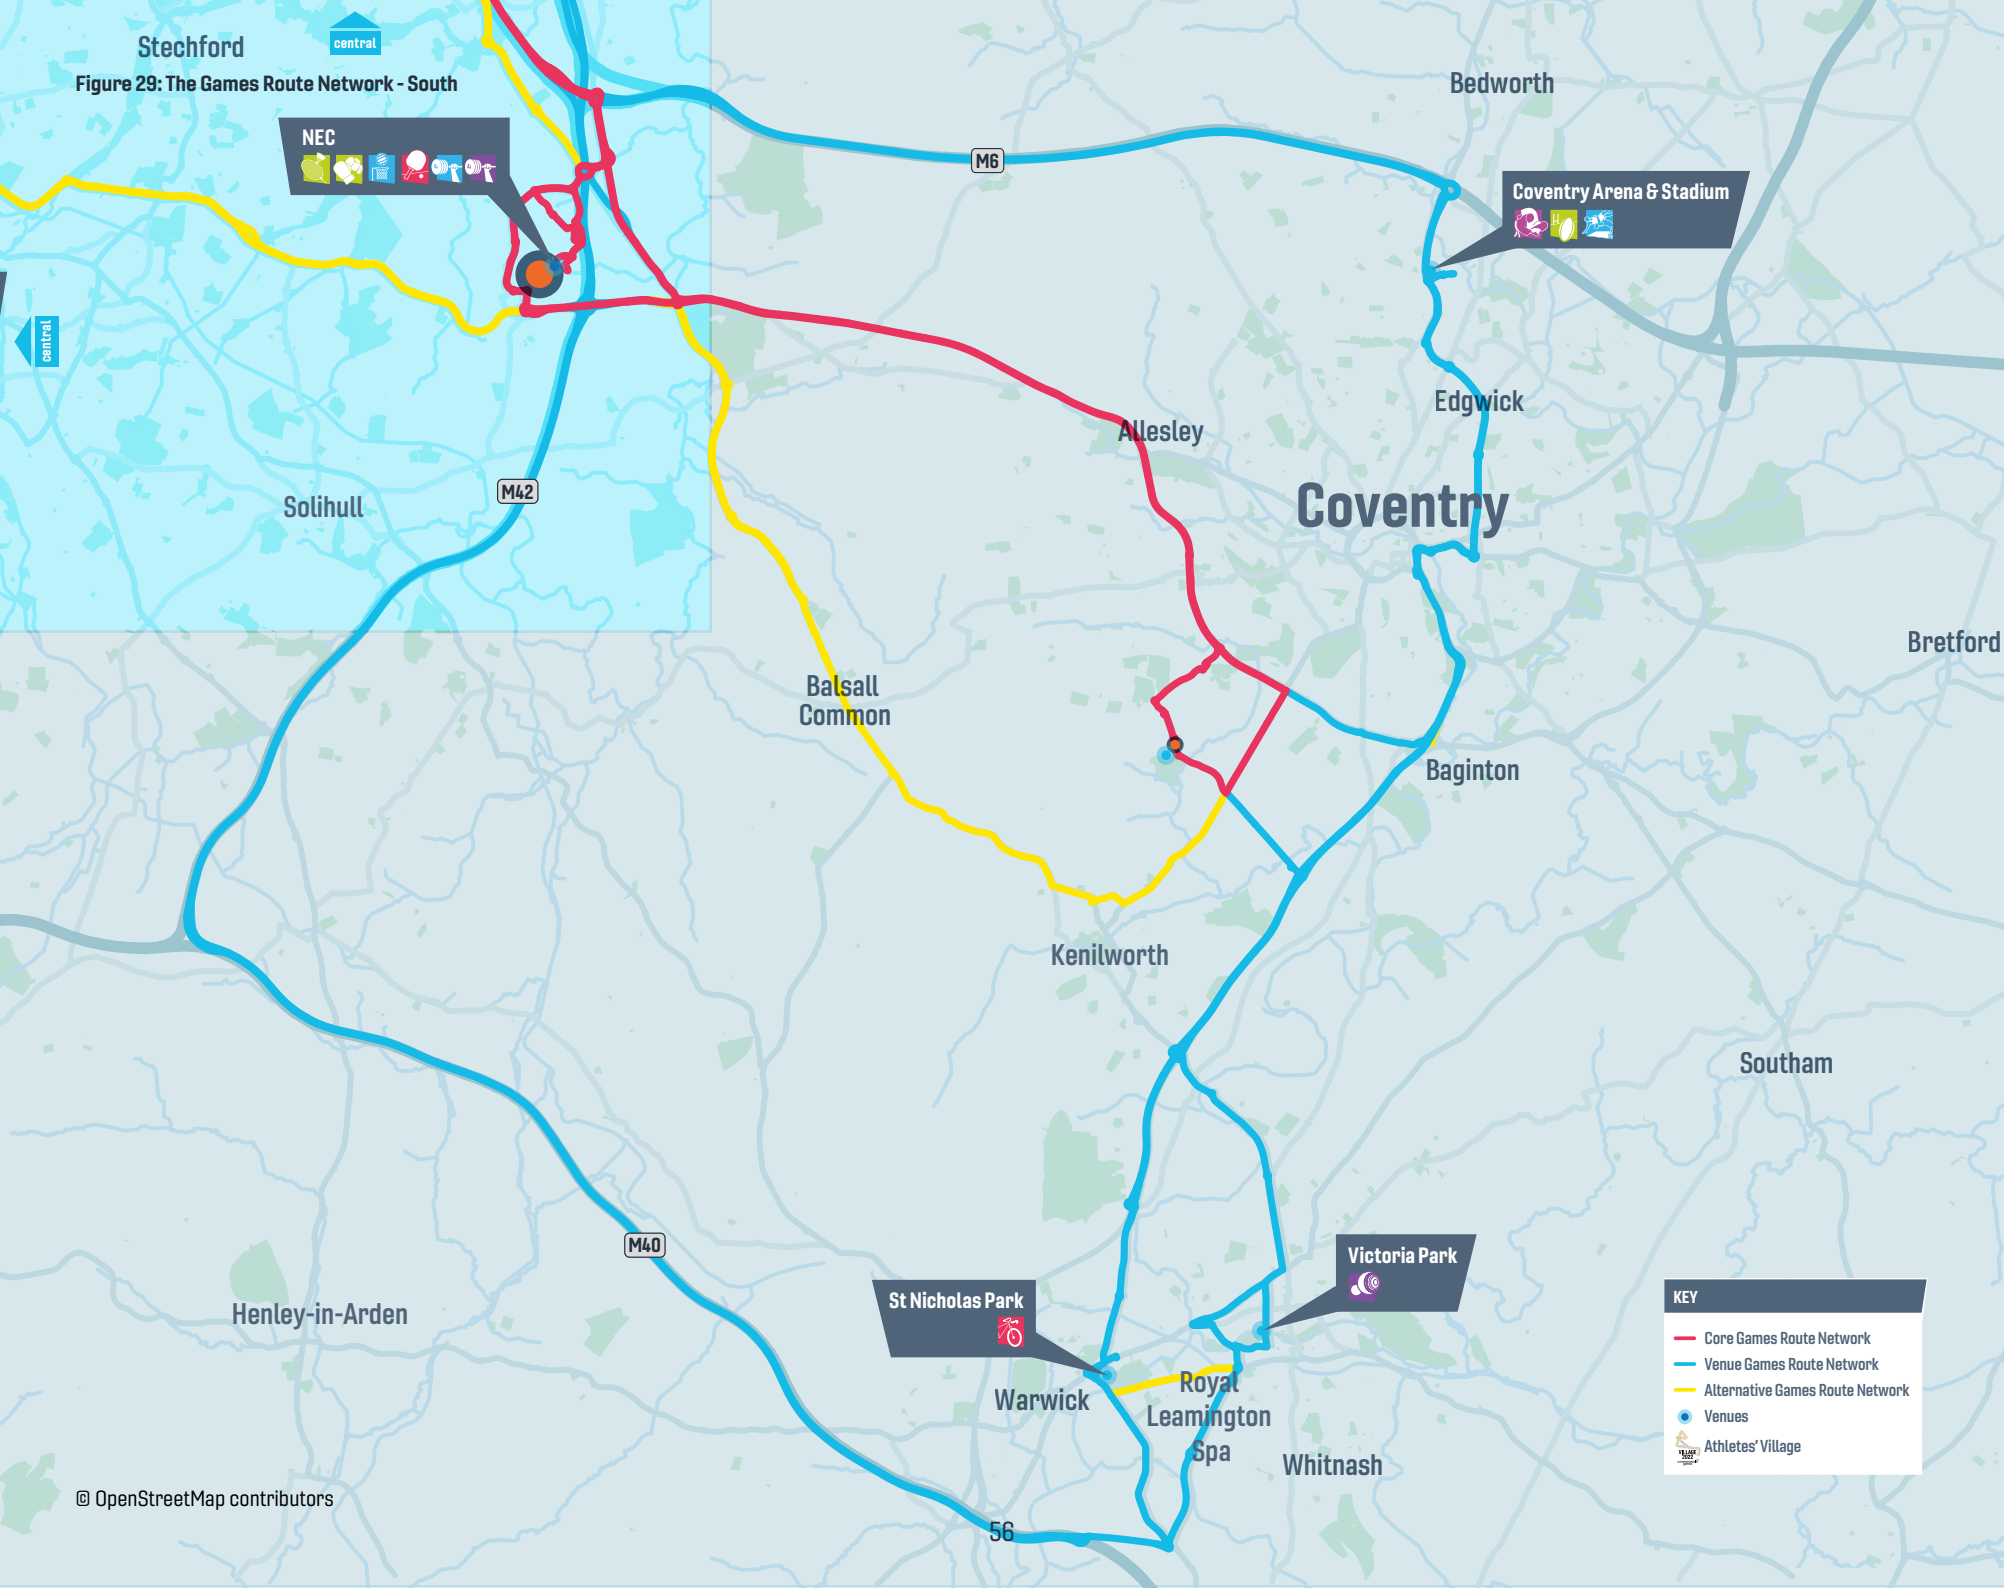 Stechford
central
Figure 29: The Games Route Network - South
Bedworth
NEC
M6
Coventry Arena & Stadium
central
Edgwick
Allesley
M42
Solihull
Coventry
Bretford
Balsall
Common
Baginton
Kenilworth
Southam
M40
Victoria Park
St Nicholas Park
Henley-in-Arden
KEY
Core Games Route Network
Venue Games Route Network
Alternative Games Route Network
Venues
VILLAGE
2022
Athletes' Village
Warwick
Royal
Leamington
Spa
Whitnash
© OpenStreetMap contributors
56